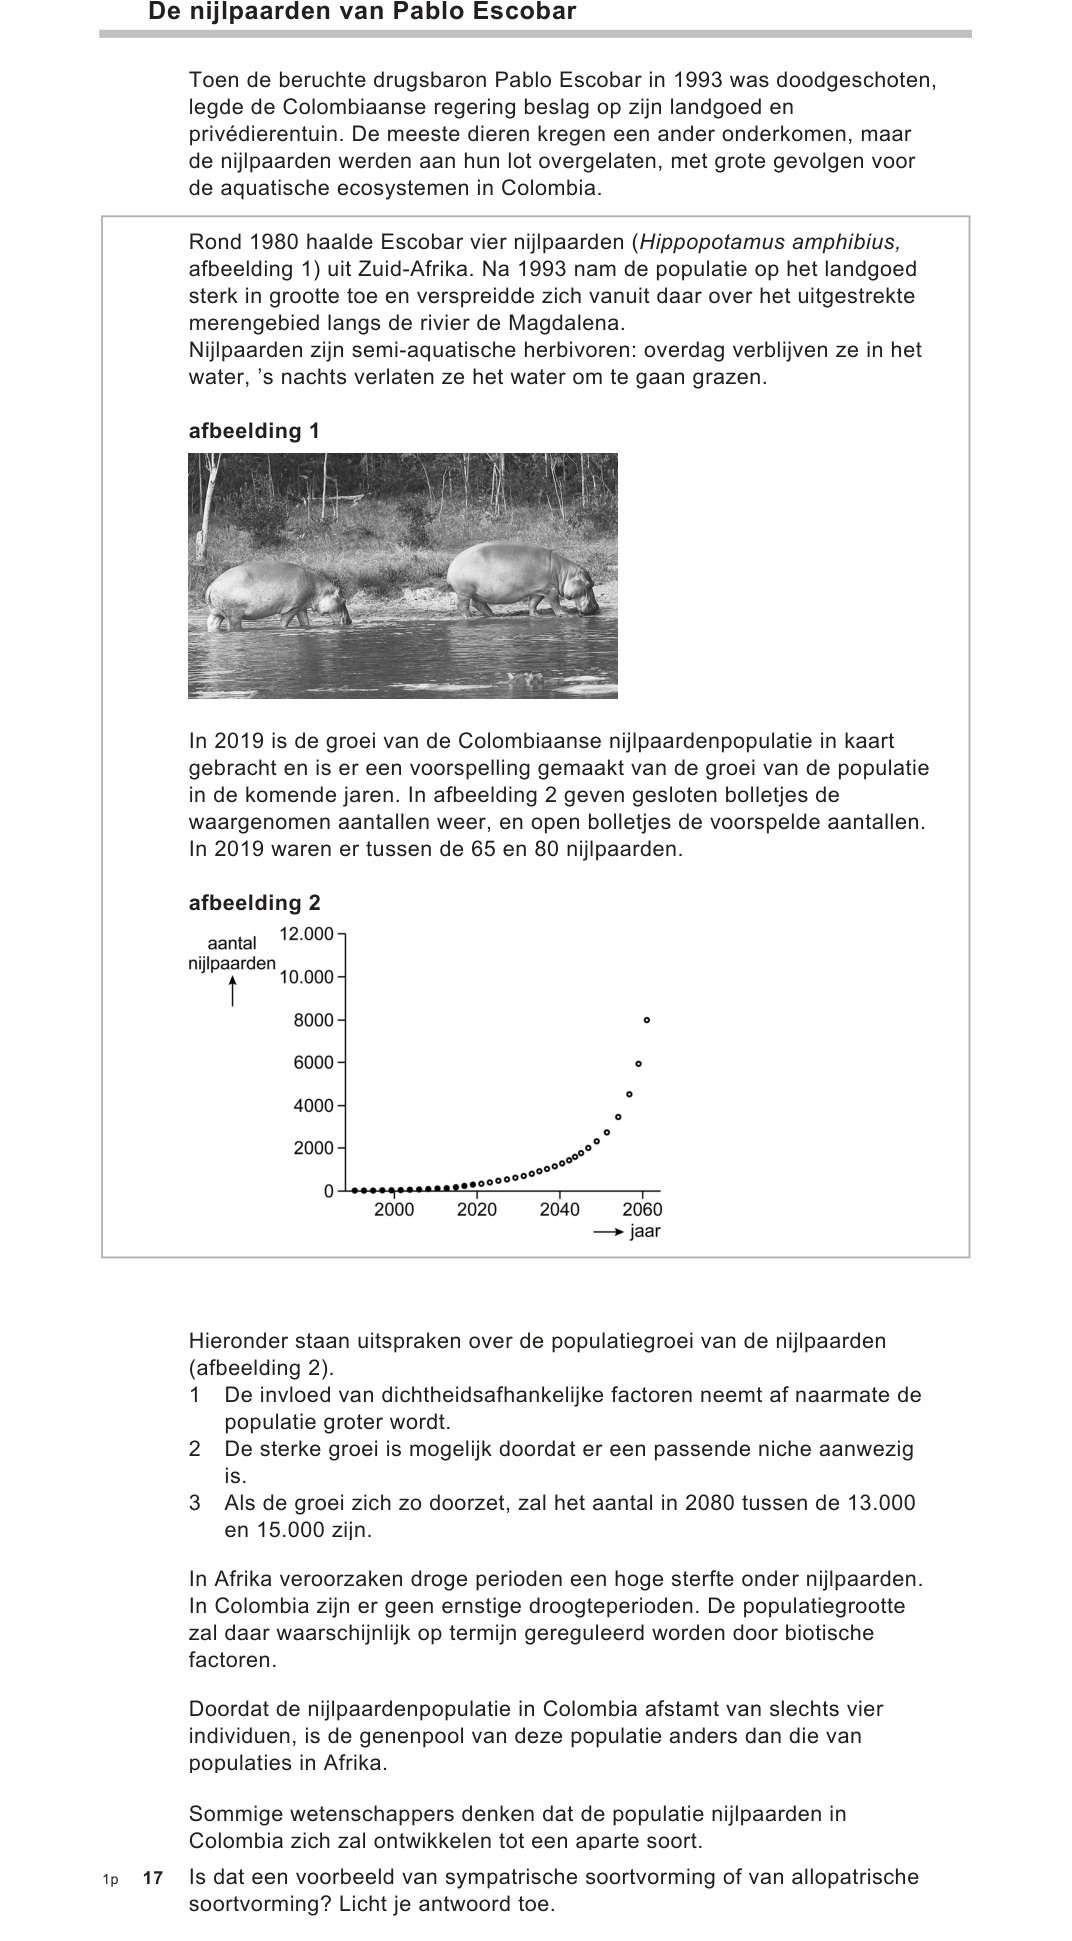 De nijlpaarden van Pablo Escobar
Toen de beruchte drugsbaron Pablo Escobar in 1993 was doodgeschoten,
legde de Colombiaanse regering beslag op zijn landgoed en
privédierentuin. De meeste dieren kregen een ander onderkomen, maar
de nijlpaarden werden aan hun lot overgelaten, met grote gevolgen voor
de aquatische ecosystemen in Colombia.
Rond 1980 haalde Escobar vier nijlpaarden (Hippopotamus amphibius,
afbeelding 1) uit Zuid-Afrika. Na 1993 nam de populatie op het landgoed
sterk in grootte toe en verspreidde zich vanuit daar over het uitgestrekte
merengebied langs de rivier de Magdalena.
Nijlpaarden zijn semi-aquatische herbivoren: overdag verblijven ze in het
water, ’s nachts verlaten ze het water om te gaan grazen.
afbeelding 1
In 2019 is de groei van de Colombiaanse nijlpaardenpopulatie in kaart
gebracht en is er een voorspelling gemaakt van de groei van de populatie
in de komende jaren. In afbeelding 2 geven gesloten bolletjes de
waargenomen aantallen weer, en open bolletjes de voorspelde aantallen.
In 2019 waren er tussen de 65 en 80 nijlpaarden.
afbeelding 2
aantal
nijlpaarden
12.000
10.000
8000
6000
4000
2000
0
2000 2020 2040 2060
jaar
Hieronder staan uitspraken over de populatiegroei van de nijlpaarden
(afbeelding 2).
1 De invloed van dichtheidsafhankelijke factoren neemt af naarmate de
populatie groter wordt.
2 De sterke groei is mogelijk doordat er een passende niche aanwezig
is.
3 Als de groei zich zo doorzet, zal het aantal in 2080 tussen de 13.000
en 15.000 zijn.
In Afrika veroorzaken droge perioden een hoge sterfte onder nijlpaarden.
In Colombia zijn er geen ernstige droogteperioden. De populatiegrootte
zal daar waarschijnlijk op termijn gereguleerd worden door biotische
factoren.
Doordat de nijlpaardenpopulatie in Colombia afstamt van slechts vier
individuen, is de genenpool van deze populatie anders dan die van
populaties in Afrika.
Sommige wetenschappers denken dat de populatie nijlpaarden in
Colombia zich zal ontwikkelen tot een aparte soort.
1p 17 Is dat een voorbeeld van sympatrische soortvorming of van allopatrische
soortvorming? Licht je antwoord toe.